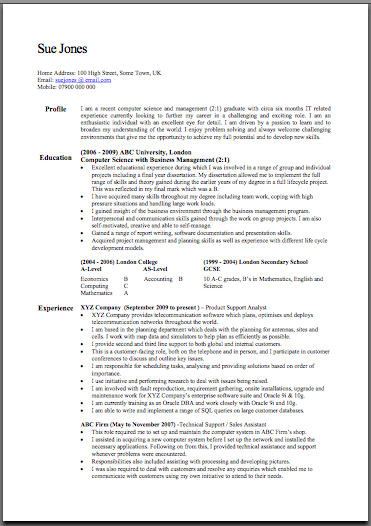 Sue Jones
Home Address: 100 High Street, Some Town, UK
Email: suejones @ email.com
Mobile: 07900 000 000
Profile
I am a recent computer science and management (2:1) graduate with circa six months IT related
experience currently looking to further my career in a challenging and exciting role. I am an
enthusiastic individual with an excellent eye for detail. I am driven by a passion to learn and to
broaden my understanding of the world. I enjoy problem solving and always welcome challenging
environments that give me the opportunity to achieve my full potential and to develop new skills.
Education
(2006 - 2009) ABC University, London
Computer Science with Business Management (2:1)
• Excellent educational experience during which I was involved in a range of group and individual
projects including a final year dissertation. My dissertation allowed me to implement the full
range of skills and theory gained during the earlier years of my degree in a full lifecycle project.
This was reflected in my final mark which was a B.
• I have acquired many skills throughout my degree including team work, coping with high
pressure situations and handling large work loads.
• I gained insight of the business environment through the business management program.
• Interpersonal and communication skills gained through the work on group projects. I am also
self-motivated, creative and able to self-manage.
• Gained a range of report writing, software documentation and presentation skills.
• Acquired project management and planning skills as well as experience with different life cycle
development models.
(2004 - 2006) London College (1999 - 2004) London Secondary School
A-Level AS-Level GCSE
Economics B Accounting B 10 A-C grades, B's in Mathematics, English and
Computing C Science
Mathematics A
Experience
XYZ Company (September 2009 to present ) – Product Support Analyst
• XYZ Company provides telecommunication software which plans, optimises and deploys
telecommunication networks throughout the world.
• I am based in the planning department which deals with the planning for antennas, sites and
cells. I work with map data and simulators to help plan as efficiently as possible.
• I provide second and third line support to both global and internal customers.
• This is a customer-facing role, both on the telephone and in person, and I participate in customer
conferences to discuss and outline key issues.
• I am responsible for scheduling tasks, analysing and providing solutions based on order of
importance.
• I use initiative and performing research to deal with issues being raised.
• I am involved with fault reproduction, requirement gathering, onsite installations, upgrade and
maintenance work for XYZ Company's enterprise software suite and Oracle 9i & 10g.
• I am currently training as an Oracle DBA and work closely with Oracle 9i and 10g.
• I am able to write and implement a range of SQL queries on large customer databases.
ABC Firm (May to November 2007) -Technical Support / Sales Assistant
• This role required me to set up and maintain the computer system in ABC's shop.
• I assisted in acquiring a new computer system before I set up the network and installed the
necessary applications. Following on from this, I provided technical assistance and support
whenever problems were encountered.
• Responsibilities also included assisting in processing and developing pictures.
• I was also required to deal with customers and resolve any enquiries which enabled me to
communicate with customers using my own initiative to attend to their needs.